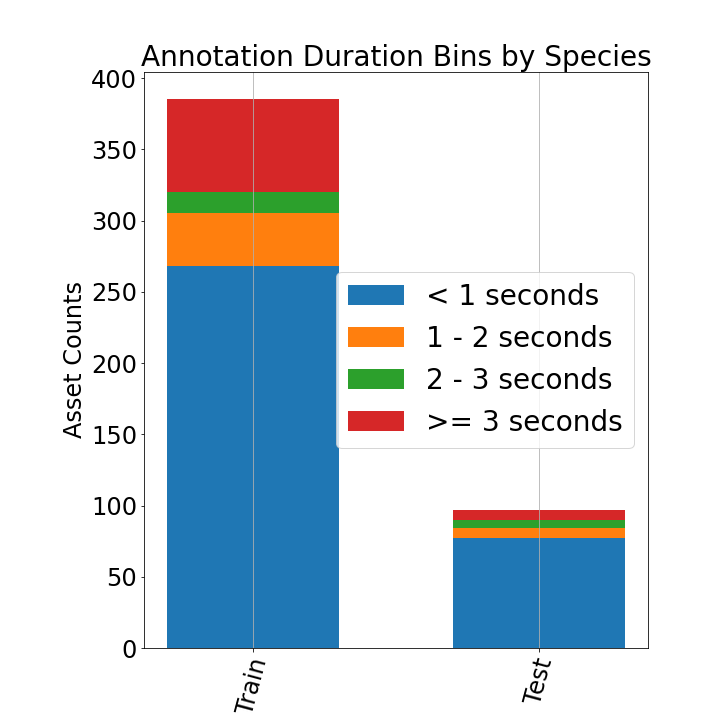 Annotation Duration Bins by Species
400
350
300
250
200
150
100
50
0
Asset Counts
< 1 seconds
1 - 2 seconds
2 - 3 seconds
>= 3 seconds
Train
Test